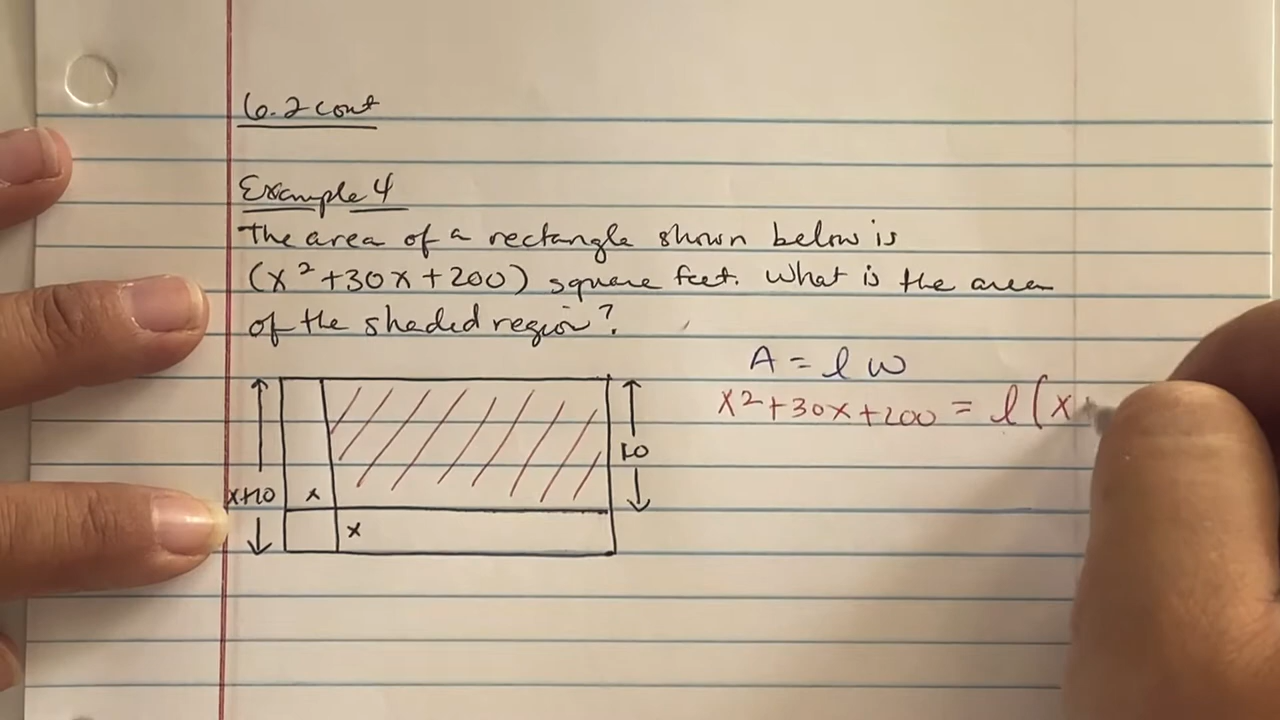 6.2 cont
Example 4
The area of a rectangle shown below is
(x²+30x+200) square feet. What is the area
of the shaded region?
A = l w
x²+30x+200 = l(x+
10
x+10
x
x